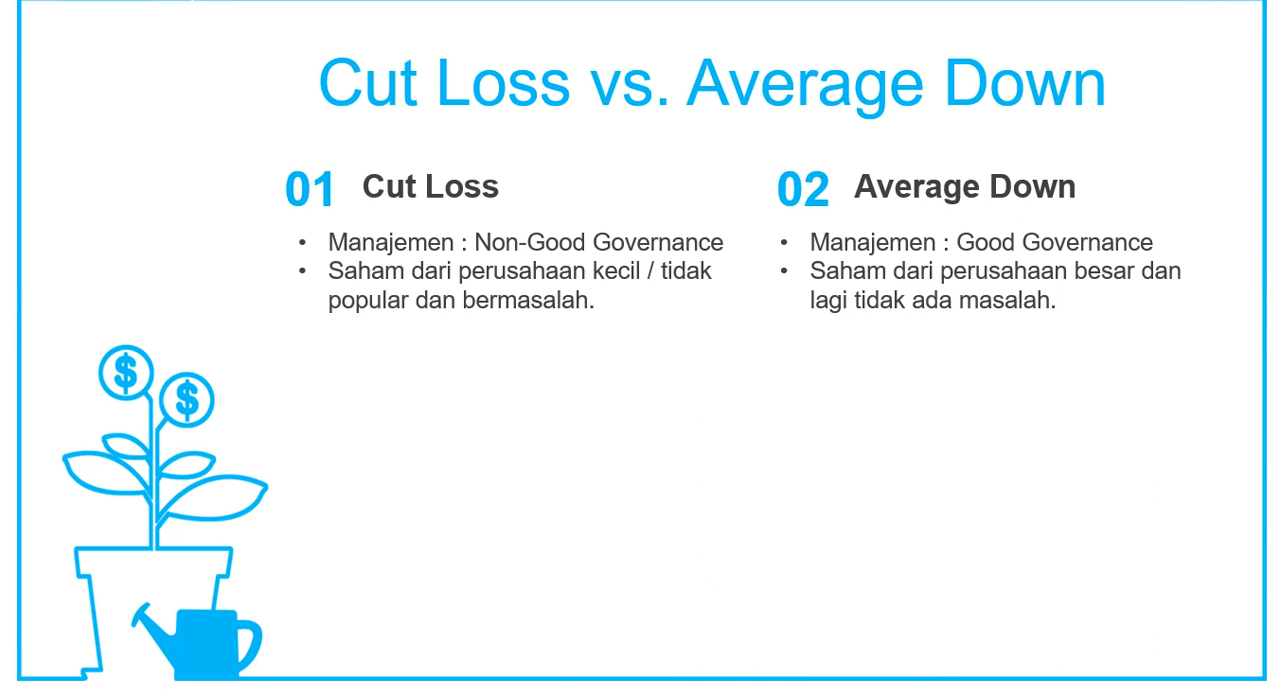 Cut Loss vs. Average Down
01 Cut Loss
• Manajemen : Non-Good Governance
• Saham dari perusahaan kecil / tidak
popular dan bermasalah.
02 Average Down
• Manajemen : Good Governance
• Saham dari perusahaan besar dan
lagi tidak ada masalah.
$
$